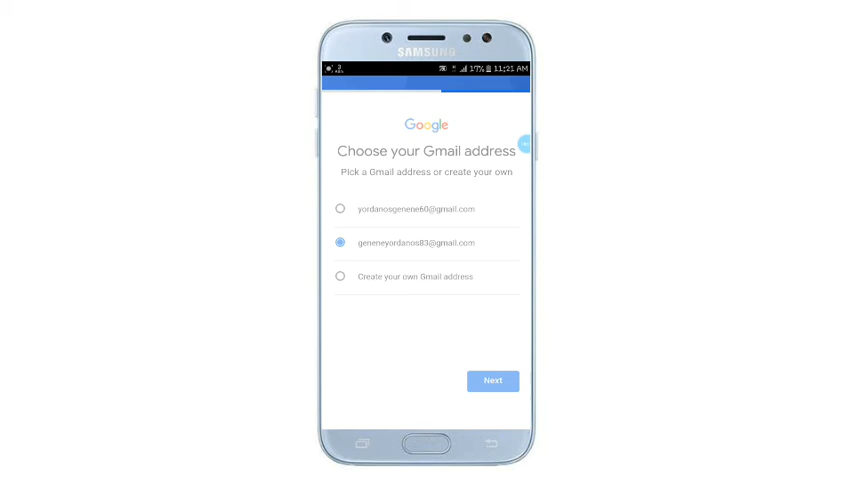 SAMSUNG
17% 11:21 AM
Google
Choose your Gmail address
Pick a Gmail address or create your own
yordanosgenene60@gmail.com
geneneyordanos83@gmail.com
Create your own Gmail address
Next